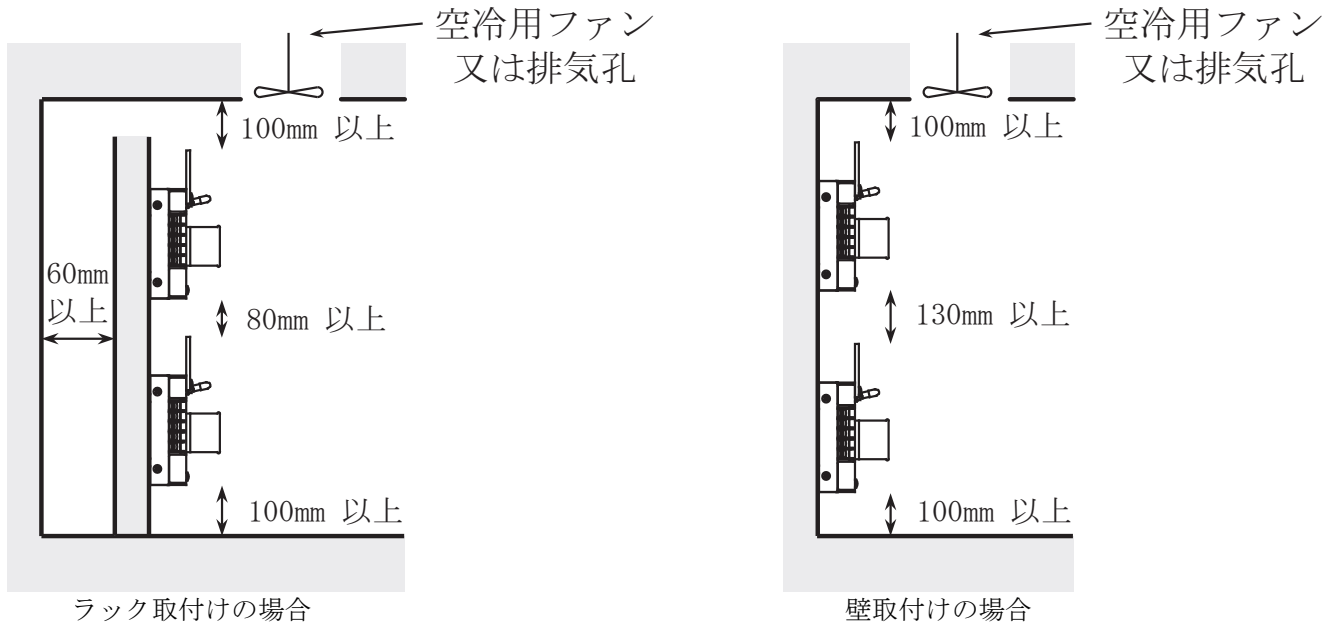 空冷用ファン
又は排気孔
100mm 以上
60mm
以上
80mm 以上
100mm 以上
ラック取付けの場合
空冷用ファン
又は排気孔
100mm 以上
130mm 以上
100mm 以上
壁取付けの場合